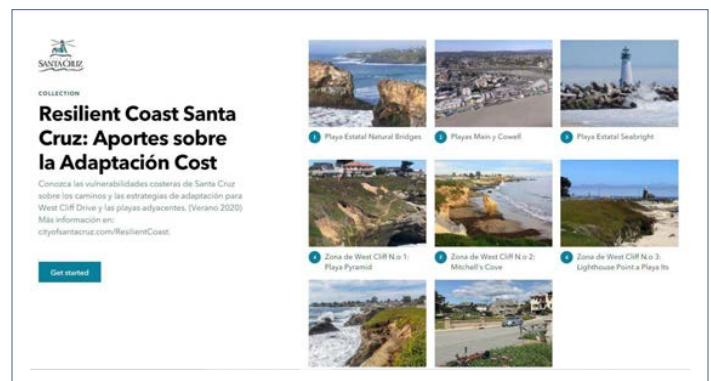 SANTA CRUZ
COLLECTION
Resilient Coast Santa
Cruz: Aportes sobre
la Adaptación Cost
Conozca las vulnerabilidades costeras de Santa Cruz
sobre los caminos y las estrategias de adaptación para
West Cliff Drive y las playas adyacentes. (Verano 2020)
Más información en:
cityofsantacruz.com/ResilientCoast.
Get started
1 Playa Estatal Natural Bridges
2 Playas Main y Cowell
3 Playa Estatal Seabright
4 Zona de West Cliff N.o 1:
Playa Pyramid
5 Zona de West Cliff N.o 2:
Mitchell's Cove
6 Zona de West Cliff N.o 3:
Lighthouse Point a Playa Its